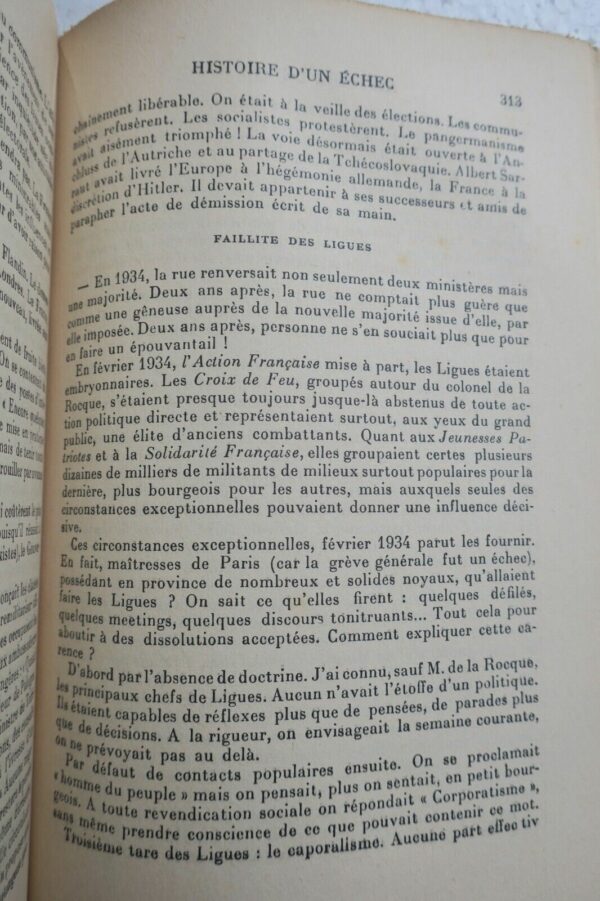 HISTOIRE D'UN ÉCHEC
313
chaînement libérable. On était à la veille des élections. Les commu-
nistes refusèrent. Les socialistes protestèrent. Le pangermanisme
avait aisément triomphé ! La voie désormais était ouverte à l'An-
chluss de l'Autriche et au partage de la Tchécoslovaquie. Albert Sar-
raut avait livré l'Europe à l'hégémonie allemande, la France à la
discrétion d'Hitler. Il devait appartenir à ses successeurs et amis de
parapher l'acte de démission écrit de sa main.
FAILLITE DES LIGUES
— En 1934, la rue renversait non seulement deux ministères mais
une majorité. Deux ans après, la rue ne comptait plus guère que
comme une gêneuse auprès de la nouvelle majorité issue d'elle, par
elle imposée. Deux ans après, personne ne s'en souciait plus que pour
en faire un épouvantail !
En février 1934, l'Action Française mise à part, les Ligues étaient
embryonnaires. Les Croix de Feu, groupés autour du colonel de la
Rocque, s'étaient presque toujours jusque-là abstenus de toute ac-
tion politique directe et représentaient surtout, aux yeux du grand
public, une élite d'anciens combattants. Quant aux Jeunesses Pa-
triotes et à la Solidarité Française, elles groupaient certes plusieurs
dizaines de milliers de militants de milieux surtout populaires pour la
dernière, plus bourgeois pour les autres, mais auxquels seules des
circonstances exceptionnelles pouvaient donner une influence déci-
sive.
Ces circonstances exceptionnelles, février 1934 parut les fournir.
En fait, maîtresses de Paris (car la grève générale fut un échec),
possédant en province de nombreux et solides noyaux, qu'allaient
faire les Ligues ? On sait ce qu'elles firent : quelques défilés,
quelques meetings, quelques discours tonitruants... Tout cela pour
aboutir à des dissolutions acceptées. Comment expliquer cette ca-
rence ?
D'abord par l'absence de doctrine. J'ai connu, sauf M. de la Rocque,
les principaux chefs de Ligues. Aucun n'avait l'étoffe d'un politique.
Ils étaient capables de réflexes plus que de pensées, de parades plus
que de décisions. A la rigueur, on envisageait la semaine courante,
on ne prévoyait pas au delà.
Par défaut de contacts populaires ensuite. On se proclamait
« homme du peuple » mais on pensait, plus on sentait, en petit bour-
geois. A toute revendication sociale on répondait « Corporatisme »,
sans même prendre conscience de ce que pouvait contenir ce mot.
Troisième tare des Ligues : le caporalisme. Aucune part effectiv